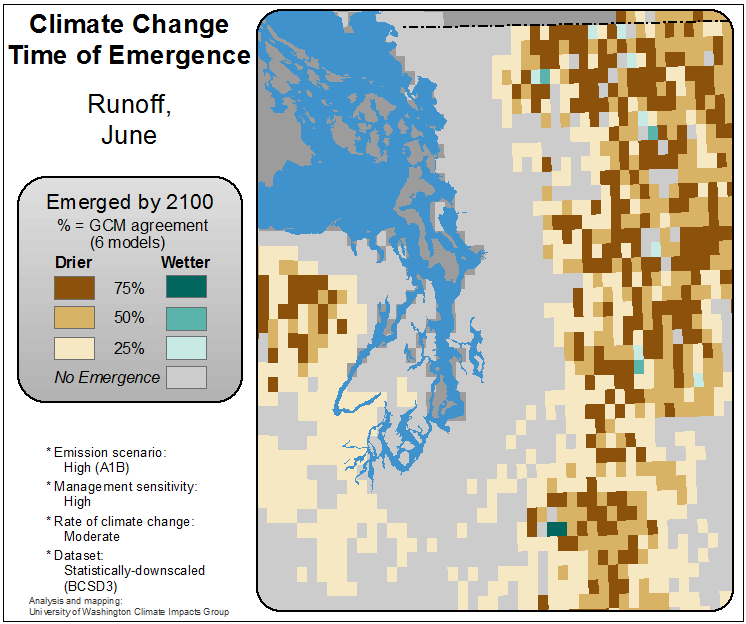 Climate Change
Time of Emergence
Runoff,
June
Emerged by 2100
% = GCM agreement
(6 models)
Drier Wetter
75%
50%
25%
No Emergence
* Emission scenario:
High (A1B)
* Management sensitivity:
High
* Rate of climate change:
Moderate
* Dataset:
Statistically-downscaled
(BCSD3)
Analysis and mapping:
University of Washington Climate Impacts Group